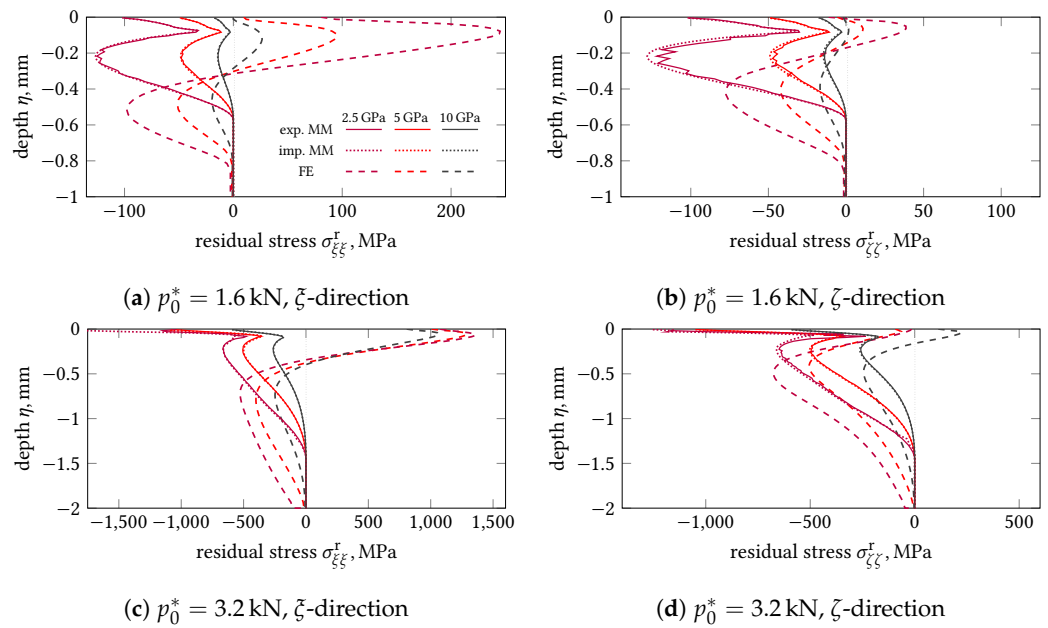 0
−0.2
−0.4
−0.6
−0.8
−1
depth η, mm
2.5 GPa 5 GPa 10 GPa
exp. MM
imp. MM
FE
−100 0 100 200
residual stress σ^r_ξξ, MPa
(a) p*_0 = 1.6 kN, ξ-direction
0
−0.2
−0.4
−0.6
−0.8
−1
depth η, mm
−100 −50 0 50 100
residual stress σ^r_ζζ, MPa
(b) p*_0 = 1.6 kN, ζ-direction
0
−0.5
−1
−1.5
−2
depth η, mm
−1,500 −1,000 −500 0 500 1,000 1,500
residual stress σ^r_ξξ, MPa
(c) p*_0 = 3.2 kN, ξ-direction
0
−0.5
−1
−1.5
−2
depth η, mm
−1,000 −500 0 500
residual stress σ^r_ζζ, MPa
(d) p*_0 = 3.2 kN, ζ-direction